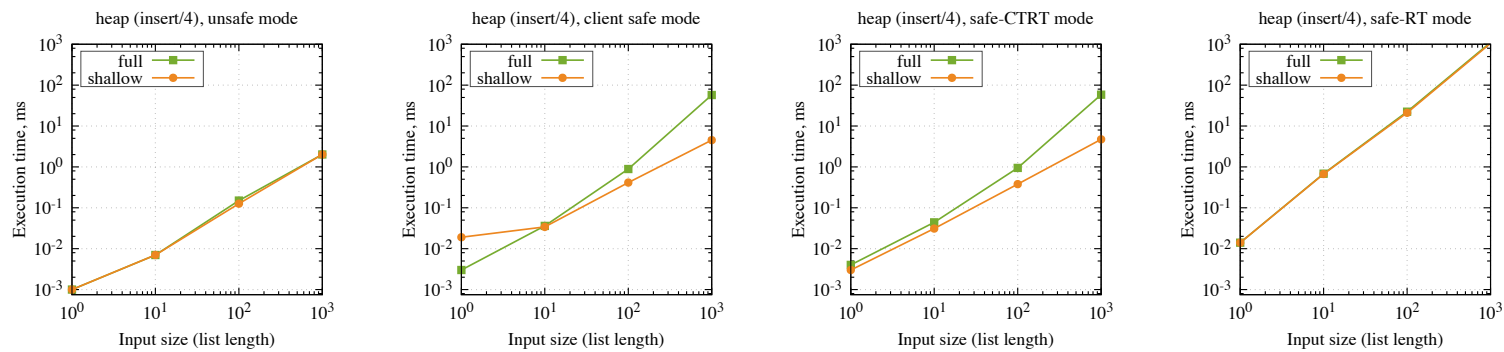 heap (insert/4), unsafe mode
10^3
10^2
10^1
10^0
10^-1
10^-2
10^-3
Execution time, ms
full
shallow
10^0 10^1 10^2 10^3
Input size (list length)
heap (insert/4), client safe mode
10^3
10^2
10^1
10^0
10^-1
10^-2
10^-3
Execution time, ms
full
shallow
10^0 10^1 10^2 10^3
Input size (list length)
heap (insert/4), safe-CTRT mode
10^3
10^2
10^1
10^0
10^-1
10^-2
10^-3
Execution time, ms
full
shallow
10^0 10^1 10^2 10^3
Input size (list length)
heap (insert/4), safe-RT mode
10^3
10^2
10^1
10^0
10^-1
10^-2
10^-3
Execution time, ms
full
shallow
10^0 10^1 10^2 10^3
Input size (list length)